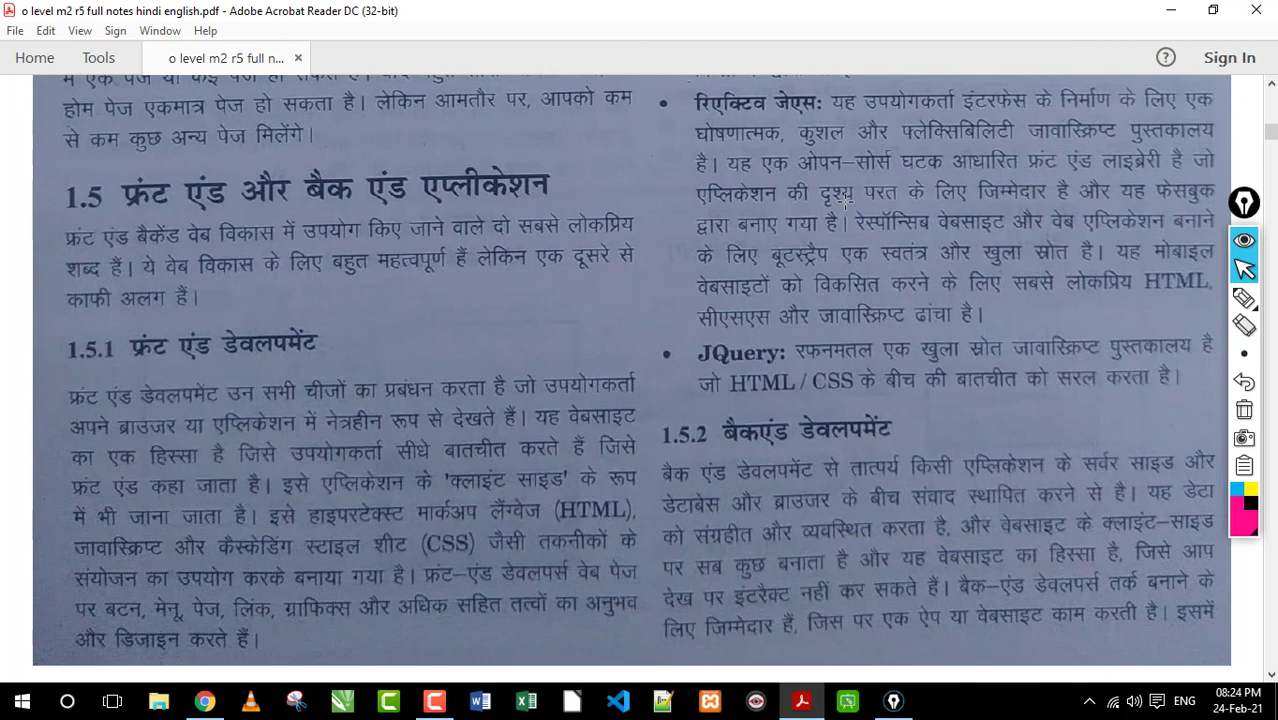 o level m2 r5 full notes hindi english.pdf - Adobe Acrobat Reader DC (32-bit)
File Edit View Sign Window Help
Home Tools o level m2 r5 full n... × Sign In
होम पेज एकमात्र पेज हो सकता है। लेकिन आमतौर पर, आपको कम
से कम कुछ अन्य पेज मिलेंगे।
1.5 फ्रंट एंड और बैक एंड एप्लीकेशन
फ्रंट एंड बैकेंड वेब विकास में उपयोग किए जाने वाले दो सबसे लोकप्रिय
शब्द हैं। ये वेब विकास के लिए बहुत महत्वपूर्ण हैं लेकिन एक दूसरे से
काफी अलग हैं।
1.5.1 फ्रंट एंड डेवलपमेंट
फ्रंट एंड डेवलपमेंट उन सभी चीजों का प्रबंधन करता है जो उपयोगकर्ता
अपने ब्राउजर या एप्लिकेशन में नेत्रहीन रूप से देखते हैं। यह वेबसाइट
का एक हिस्सा है जिसे उपयोगकर्ता सीधे बातचीत करते हैं जिसे
फ्रंट एंड कहा जाता है। इसे एप्लिकेशन के 'क्लाइंट साइड' के रूप
में भी जाना जाता है। इसे हाइपरटेक्स्ट मार्कअप लैंग्वेज (HTML),
जावास्क्रिप्ट और कैस्केडिंग स्टाइल शीट (CSS) जैसी तकनीकों के
संयोजन का उपयोग करके बनाया गया है। फ्रंट-एंड डेवलपर्स वेब पेज
पर बटन, मेनू, पेज, लिंक, ग्राफिक्स और अधिक सहित तत्वों का अनुभव
और डिजाइन करते हैं।
• रिएक्टिव जेएस: यह उपयोगकर्ता इंटरफेस के निर्माण के लिए एक
घोषणात्मक, कुशल और फ्लेक्सिबिलिटी जावास्क्रिप्ट पुस्तकालय
है। यह एक ओपन-सोर्स घटक आधारित फ्रंट एंड लाइब्रेरी है जो
एप्लिकेशन की दृश्य परत के लिए जिम्मेदार है और यह फेसबुक
द्वारा बनाए गया है। रेस्पॉन्सिब वेबसाइट और वेब एप्लिकेशन बनाने
के लिए बूटस्ट्रैप एक स्वतंत्र और खुला स्रोत है। यह मोबाइल
वेबसाइटों को विकसित करने के लिए सबसे लोकप्रिय HTML,
सीएसएस और जावास्क्रिप्ट ढांचा है।
• JQuery: रफनमतल एक खुला स्रोत जावास्क्रिप्ट पुस्तकालय है
जो HTML / CSS के बीच की बातचीत को सरल करता है।
1.5.2 बैकएंड डेवलपमेंट
बैक एंड डेवलपमेंट से तात्पर्य किसी एप्लिकेशन के सर्वर साइड और
डेटाबेस और ब्राउजर के बीच संवाद स्थापित करने से है। यह डेटा
को संग्रहीत और व्यवस्थित करता है, और वेबसाइट के क्लाइंट-साइड
पर सब कुछ बनाता है और यह वेबसाइट का हिस्सा है, जिसे आप
देख पर इंटरैक्ट नहीं कर सकते हैं। बैक-एंड डेवलपर्स तर्क बनाने के
लिए जिम्मेदार हैं, जिस पर एक ऐप या वेबसाइट काम करती है। इसमें
ENG
08:24 PM
24-Feb-21